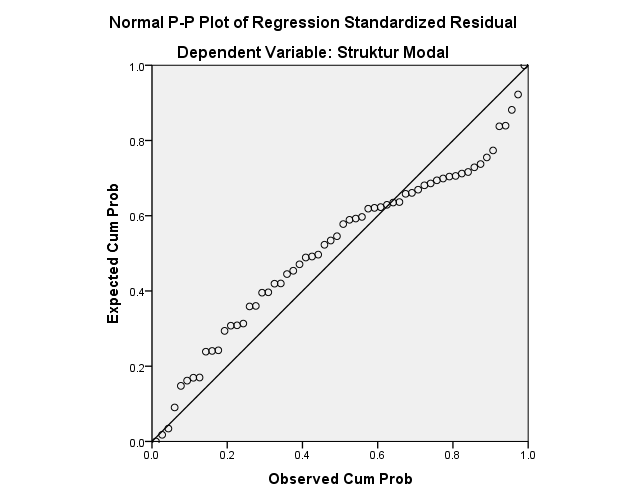 Normal P-P Plot of Regression Standardized Residual
Dependent Variable: Struktur Modal
1.0
0.8
0.6
0.4
0.2
0.0
Expected Cum Prob
0.0 0.2 0.4 0.6 0.8 1.0
Observed Cum Prob